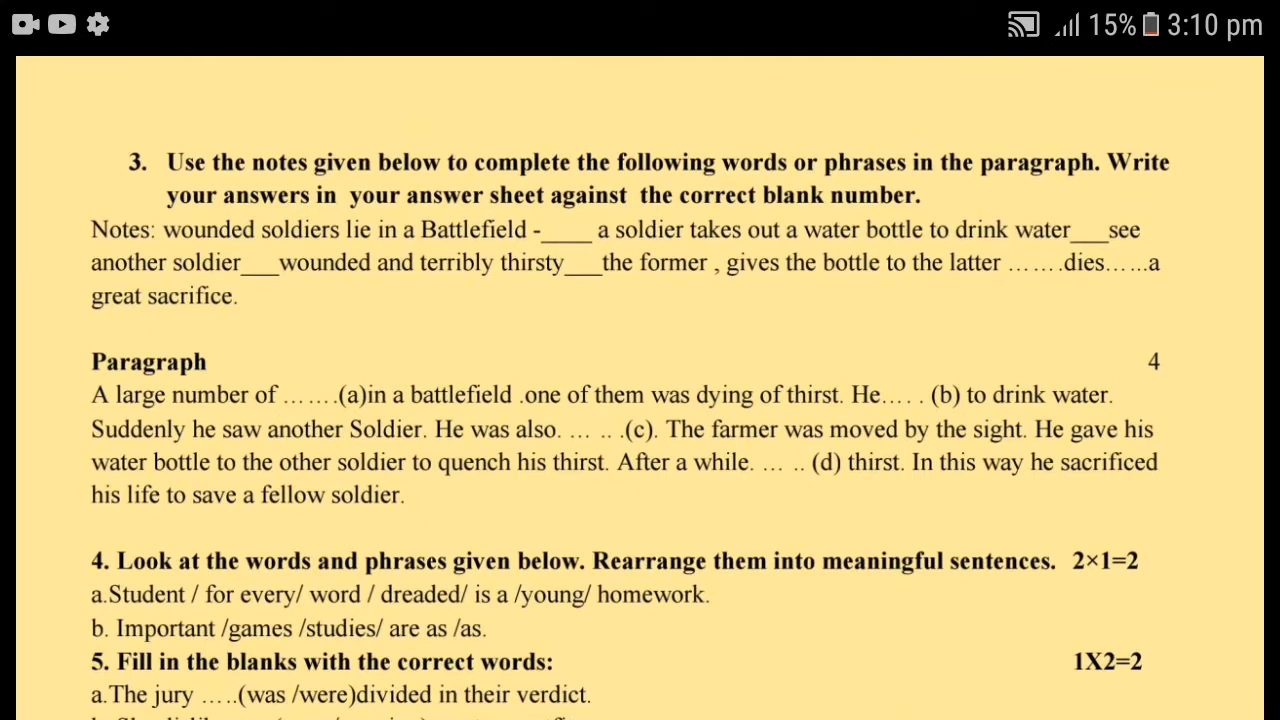 15% 3:10 pm
3. Use the notes given below to complete the following words or phrases in the paragraph. Write
your answers in your answer sheet against the correct blank number.
Notes: wounded soldiers lie in a Battlefield -____ a soldier takes out a water bottle to drink water___see
another soldier___wounded and terribly thirsty___the former , gives the bottle to the latter …….dies……a
great sacrifice.
Paragraph 4
A large number of …….(a)in a battlefield .one of them was dying of thirst. He….. (b) to drink water.
Suddenly he saw another Soldier. He was also. … .. .(c). The farmer was moved by the sight. He gave his
water bottle to the other soldier to quench his thirst. After a while. … .. (d) thirst. In this way he sacrificed
his life to save a fellow soldier.
4. Look at the words and phrases given below. Rearrange them into meaningful sentences. 2×1=2
a.Student / for every/ word / dreaded/ is a /young/ homework.
b. Important /games /studies/ are as /as.
5. Fill in the blanks with the correct words: 1X2=2
a.The jury …..(was /were)divided in their verdict.